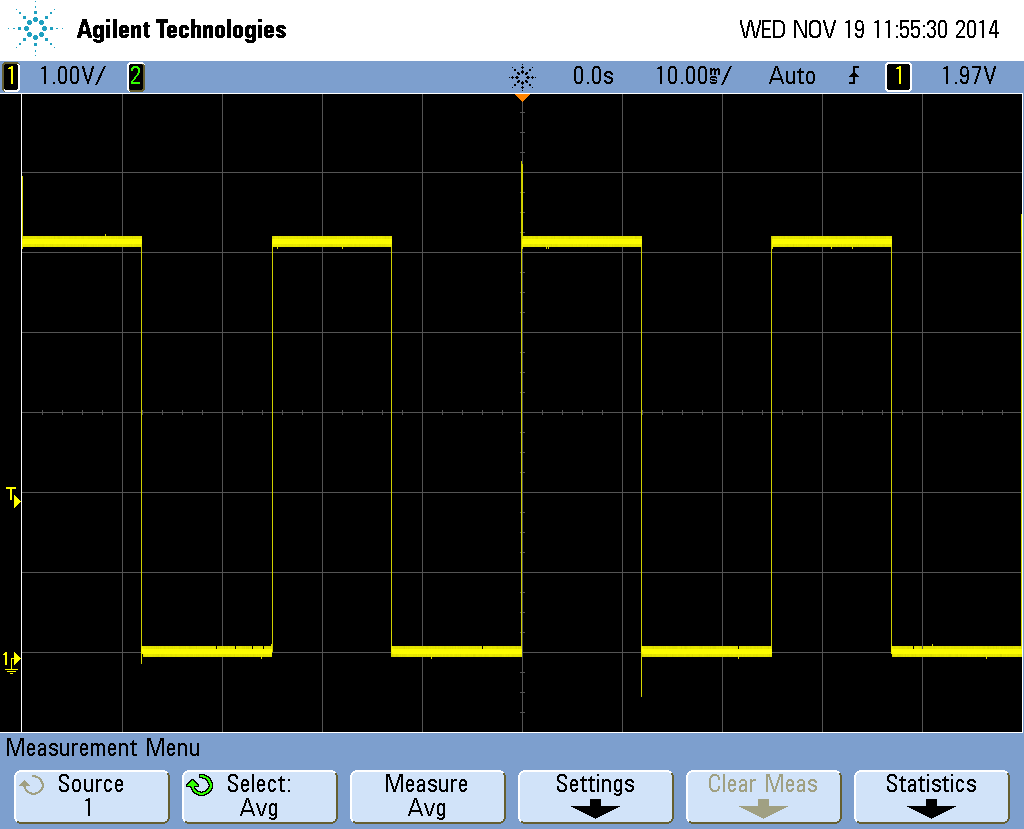 Agilent Technologies WED NOV 19 11:55:30 2014
1 1.00V/ 2 0.0s 10.00ms/ Auto 1 1.97V
T
1
Measurement Menu
Source Select: Measure Settings Clear Meas Statistics
1 Avg Avg